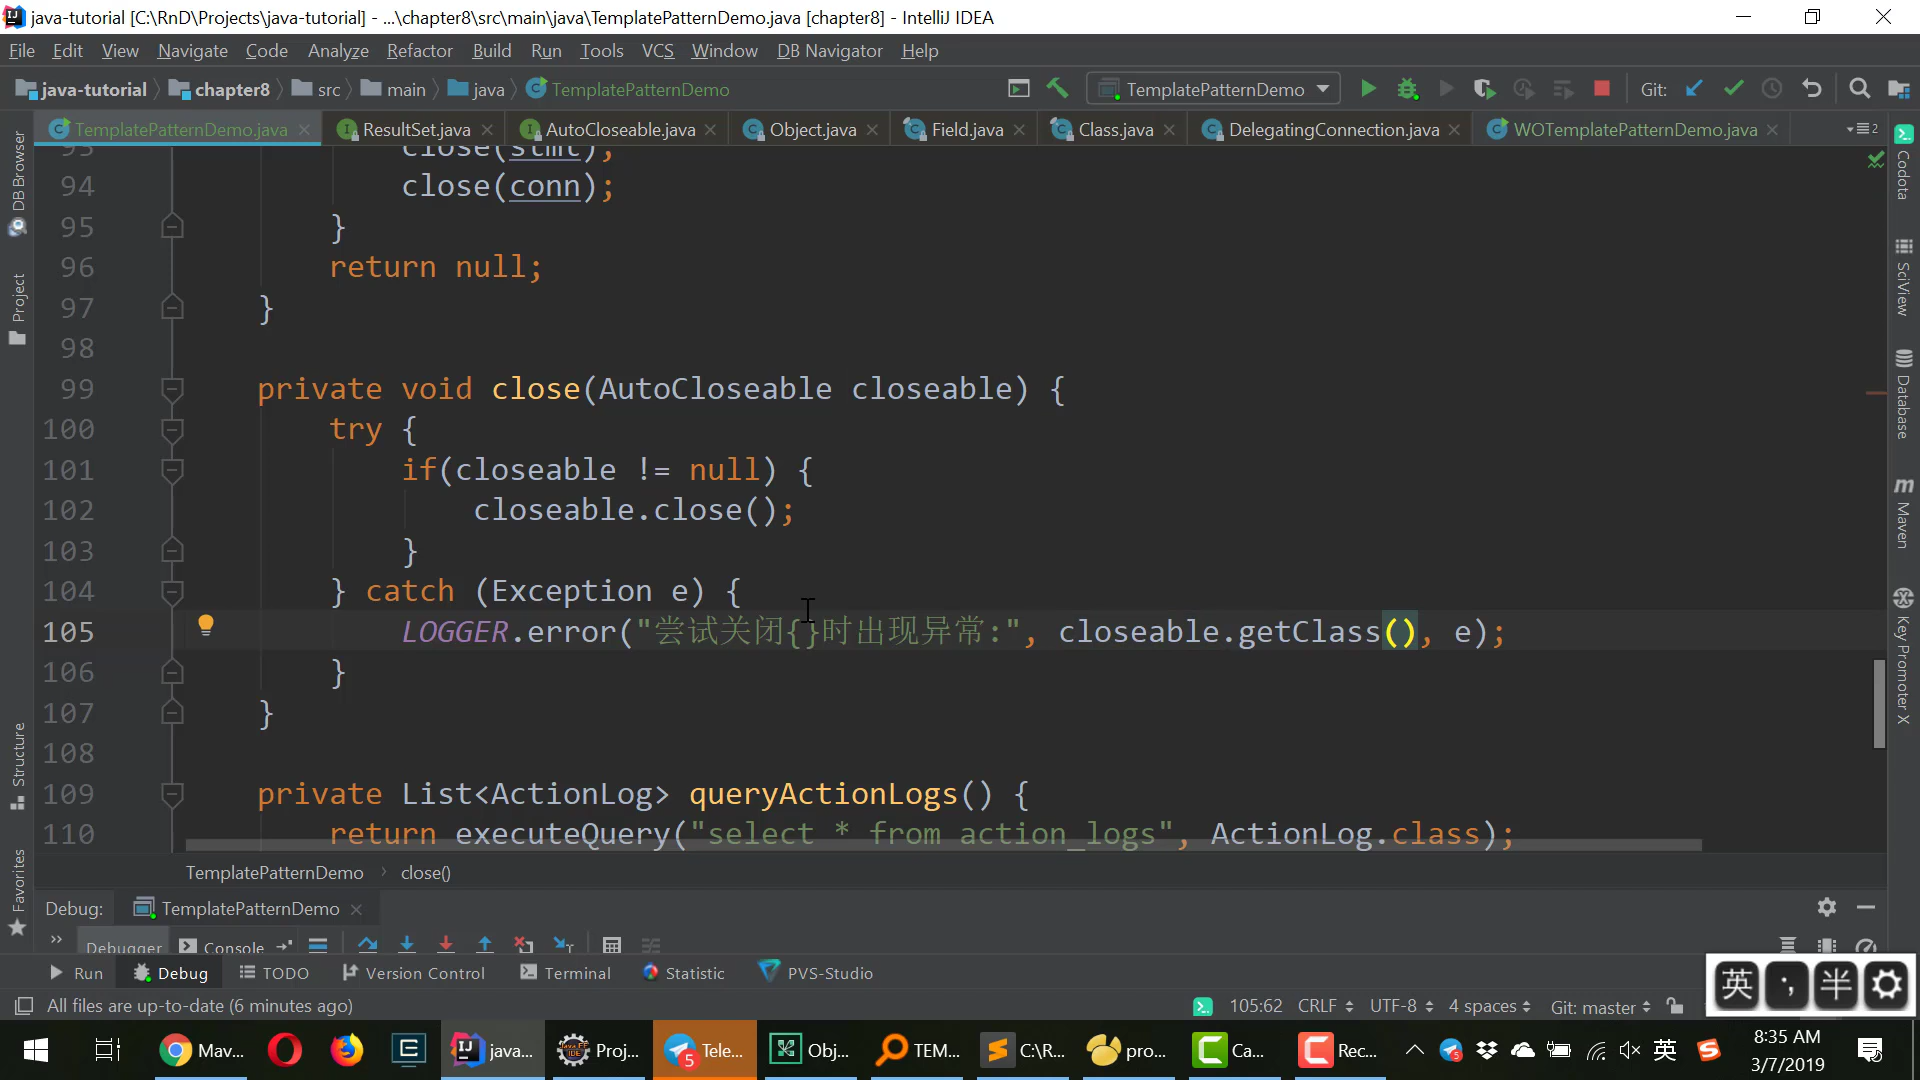 java-tutorial [C:\RnD\Projects\java-tutorial] - ...\chapter8\src\main\java\TemplatePatternDemo.java [chapter8] - IntelliJ IDEA
File Edit View Navigate Code Analyze Refactor Build Run Tools VCS Window DB Navigator Help
java-tutorial chapter8 src main java TemplatePatternDemo TemplatePatternDemo Git:
TemplatePatternDemo.java ResultSet.java AutoCloseable.java Object.java Field.java Class.java DelegatingConnection.java WOTemplatePatternDemo.java 2
93 close(stmt);
94 close(conn);
95 }
96 return null;
97 }
98
99 private void close(AutoCloseable closeable) {
100 try {
101 if(closeable != null) {
102 closeable.close();
103 }
104 } catch (Exception e) {
105 LOGGER.error("尝试关闭{}时出现异常:", closeable.getClass(), e);
106 }
107 }
108
109 private List<ActionLog> queryActionLogs() {
110 return executeQuery("select * from action_logs", ActionLog.class);
DB Browser
Project
Structure
Favorites
Codota
SciView
Database
Maven
Key Promoter X
TemplatePatternDemo close()
Debug: TemplatePatternDemo
Debugger Console
Run Debug TODO Version Control Terminal Statistic PVS-Studio
英 半
All files are up-to-date (6 minutes ago) 105:62 CRLF UTF-8 4 spaces Git: master
Mav... java... Proj... 5 Tele... Obj... TEM... C:\R... pro... Ca... Rec... 英
8:35 AM
3/7/2019